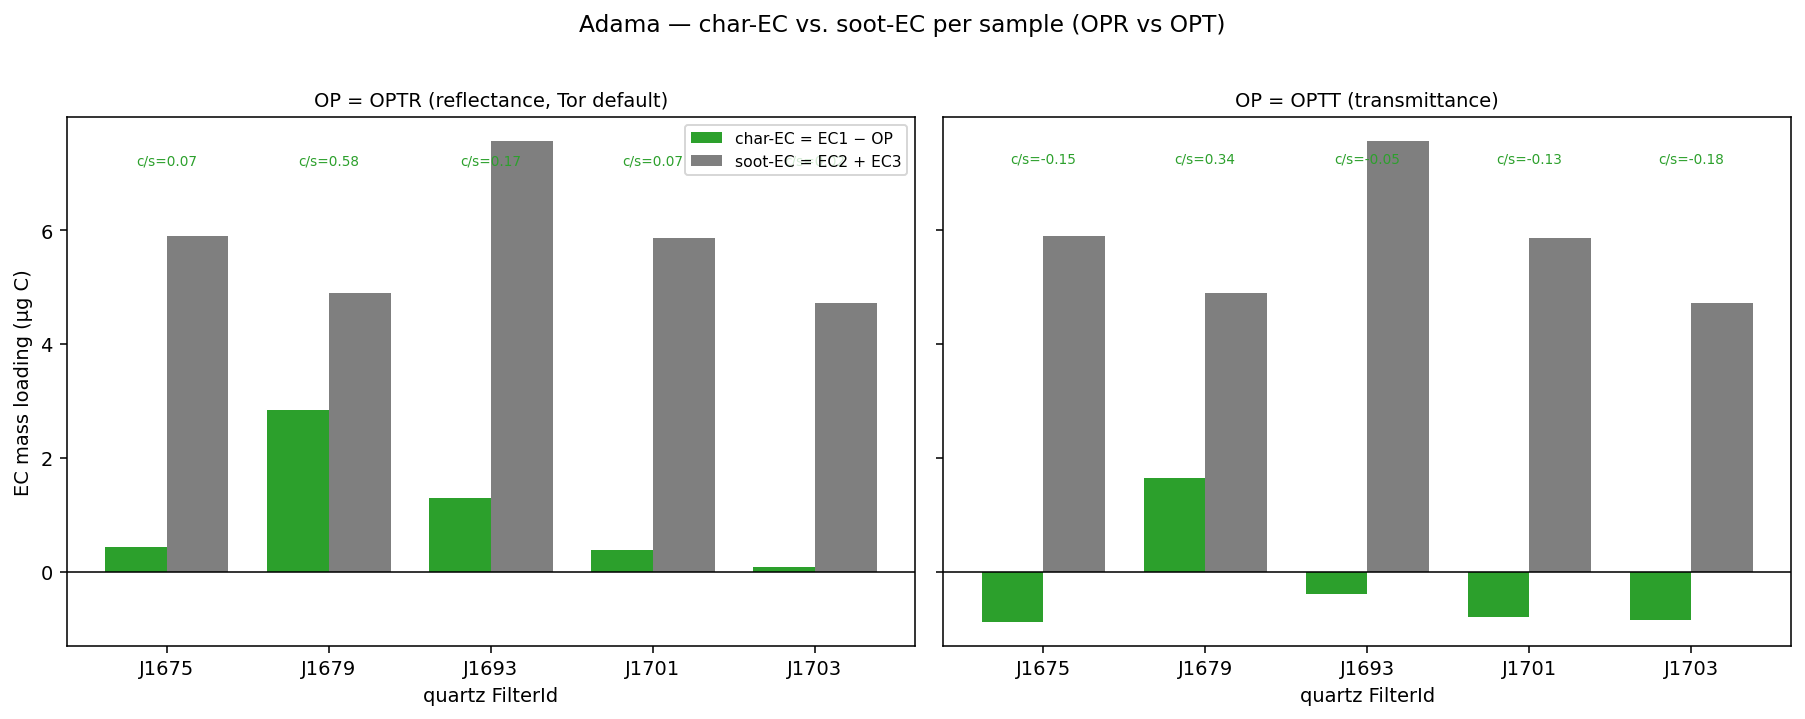 Adama — char-EC vs. soot-EC per sample (OPR vs OPT)
OP = OPTR (reflectance, Tor default)
char-EC = EC1 − OP
soot-EC = EC2 + EC3
c/s=0.07
c/s=0.58
c/s=0.17
c/s=0.07
EC mass loading (μg C)
6
4
2
0
J1675
J1679
J1693
J1701
J1703
quartz FilterId
OP = OPTT (transmittance)
c/s=-0.15
c/s=0.34
c/s=-0.05
c/s=-0.13
c/s=-0.18
J1675
J1679
J1693
J1701
J1703
quartz FilterId